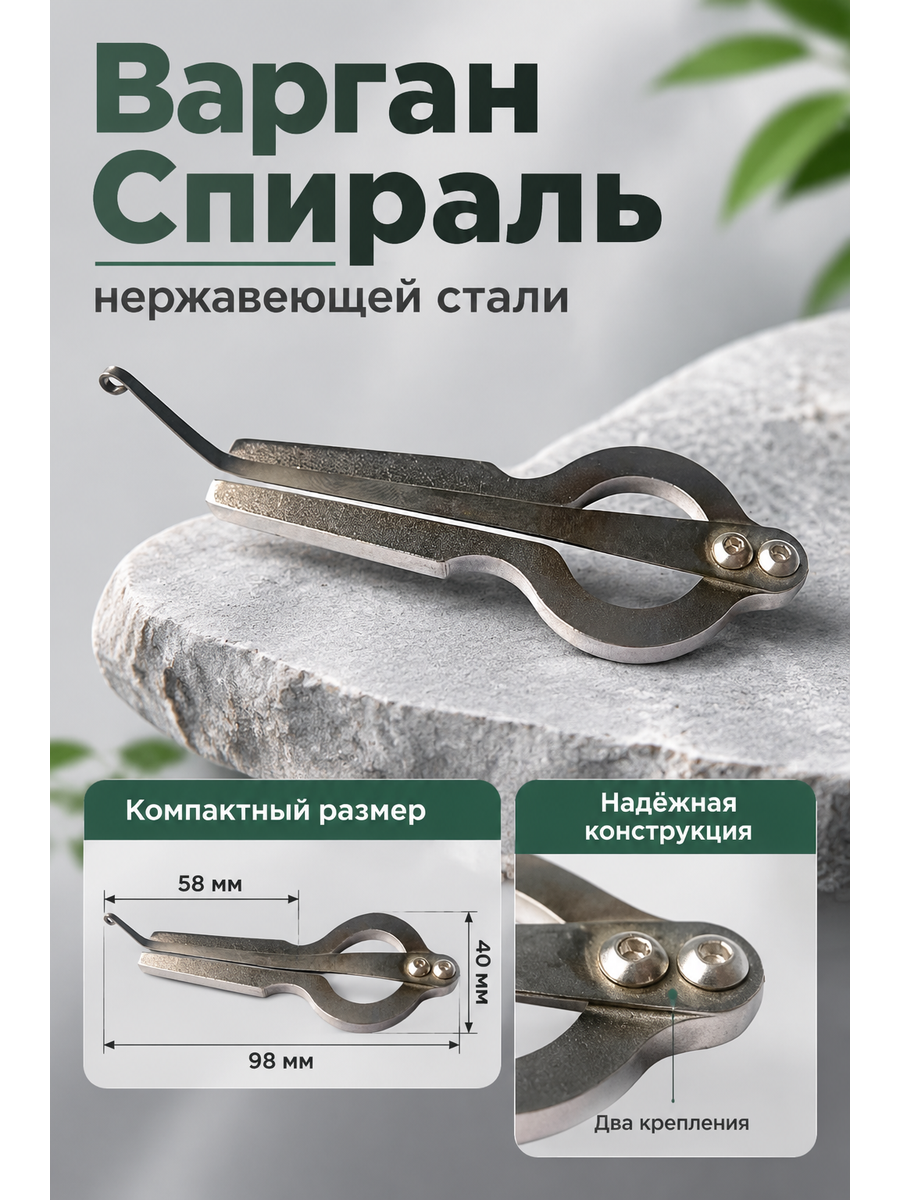 Варган
Спираль
нержавеющей стали
Компактный размер
58 мм
40 мм
98 мм
Надёжная
конструкция
Два крепления